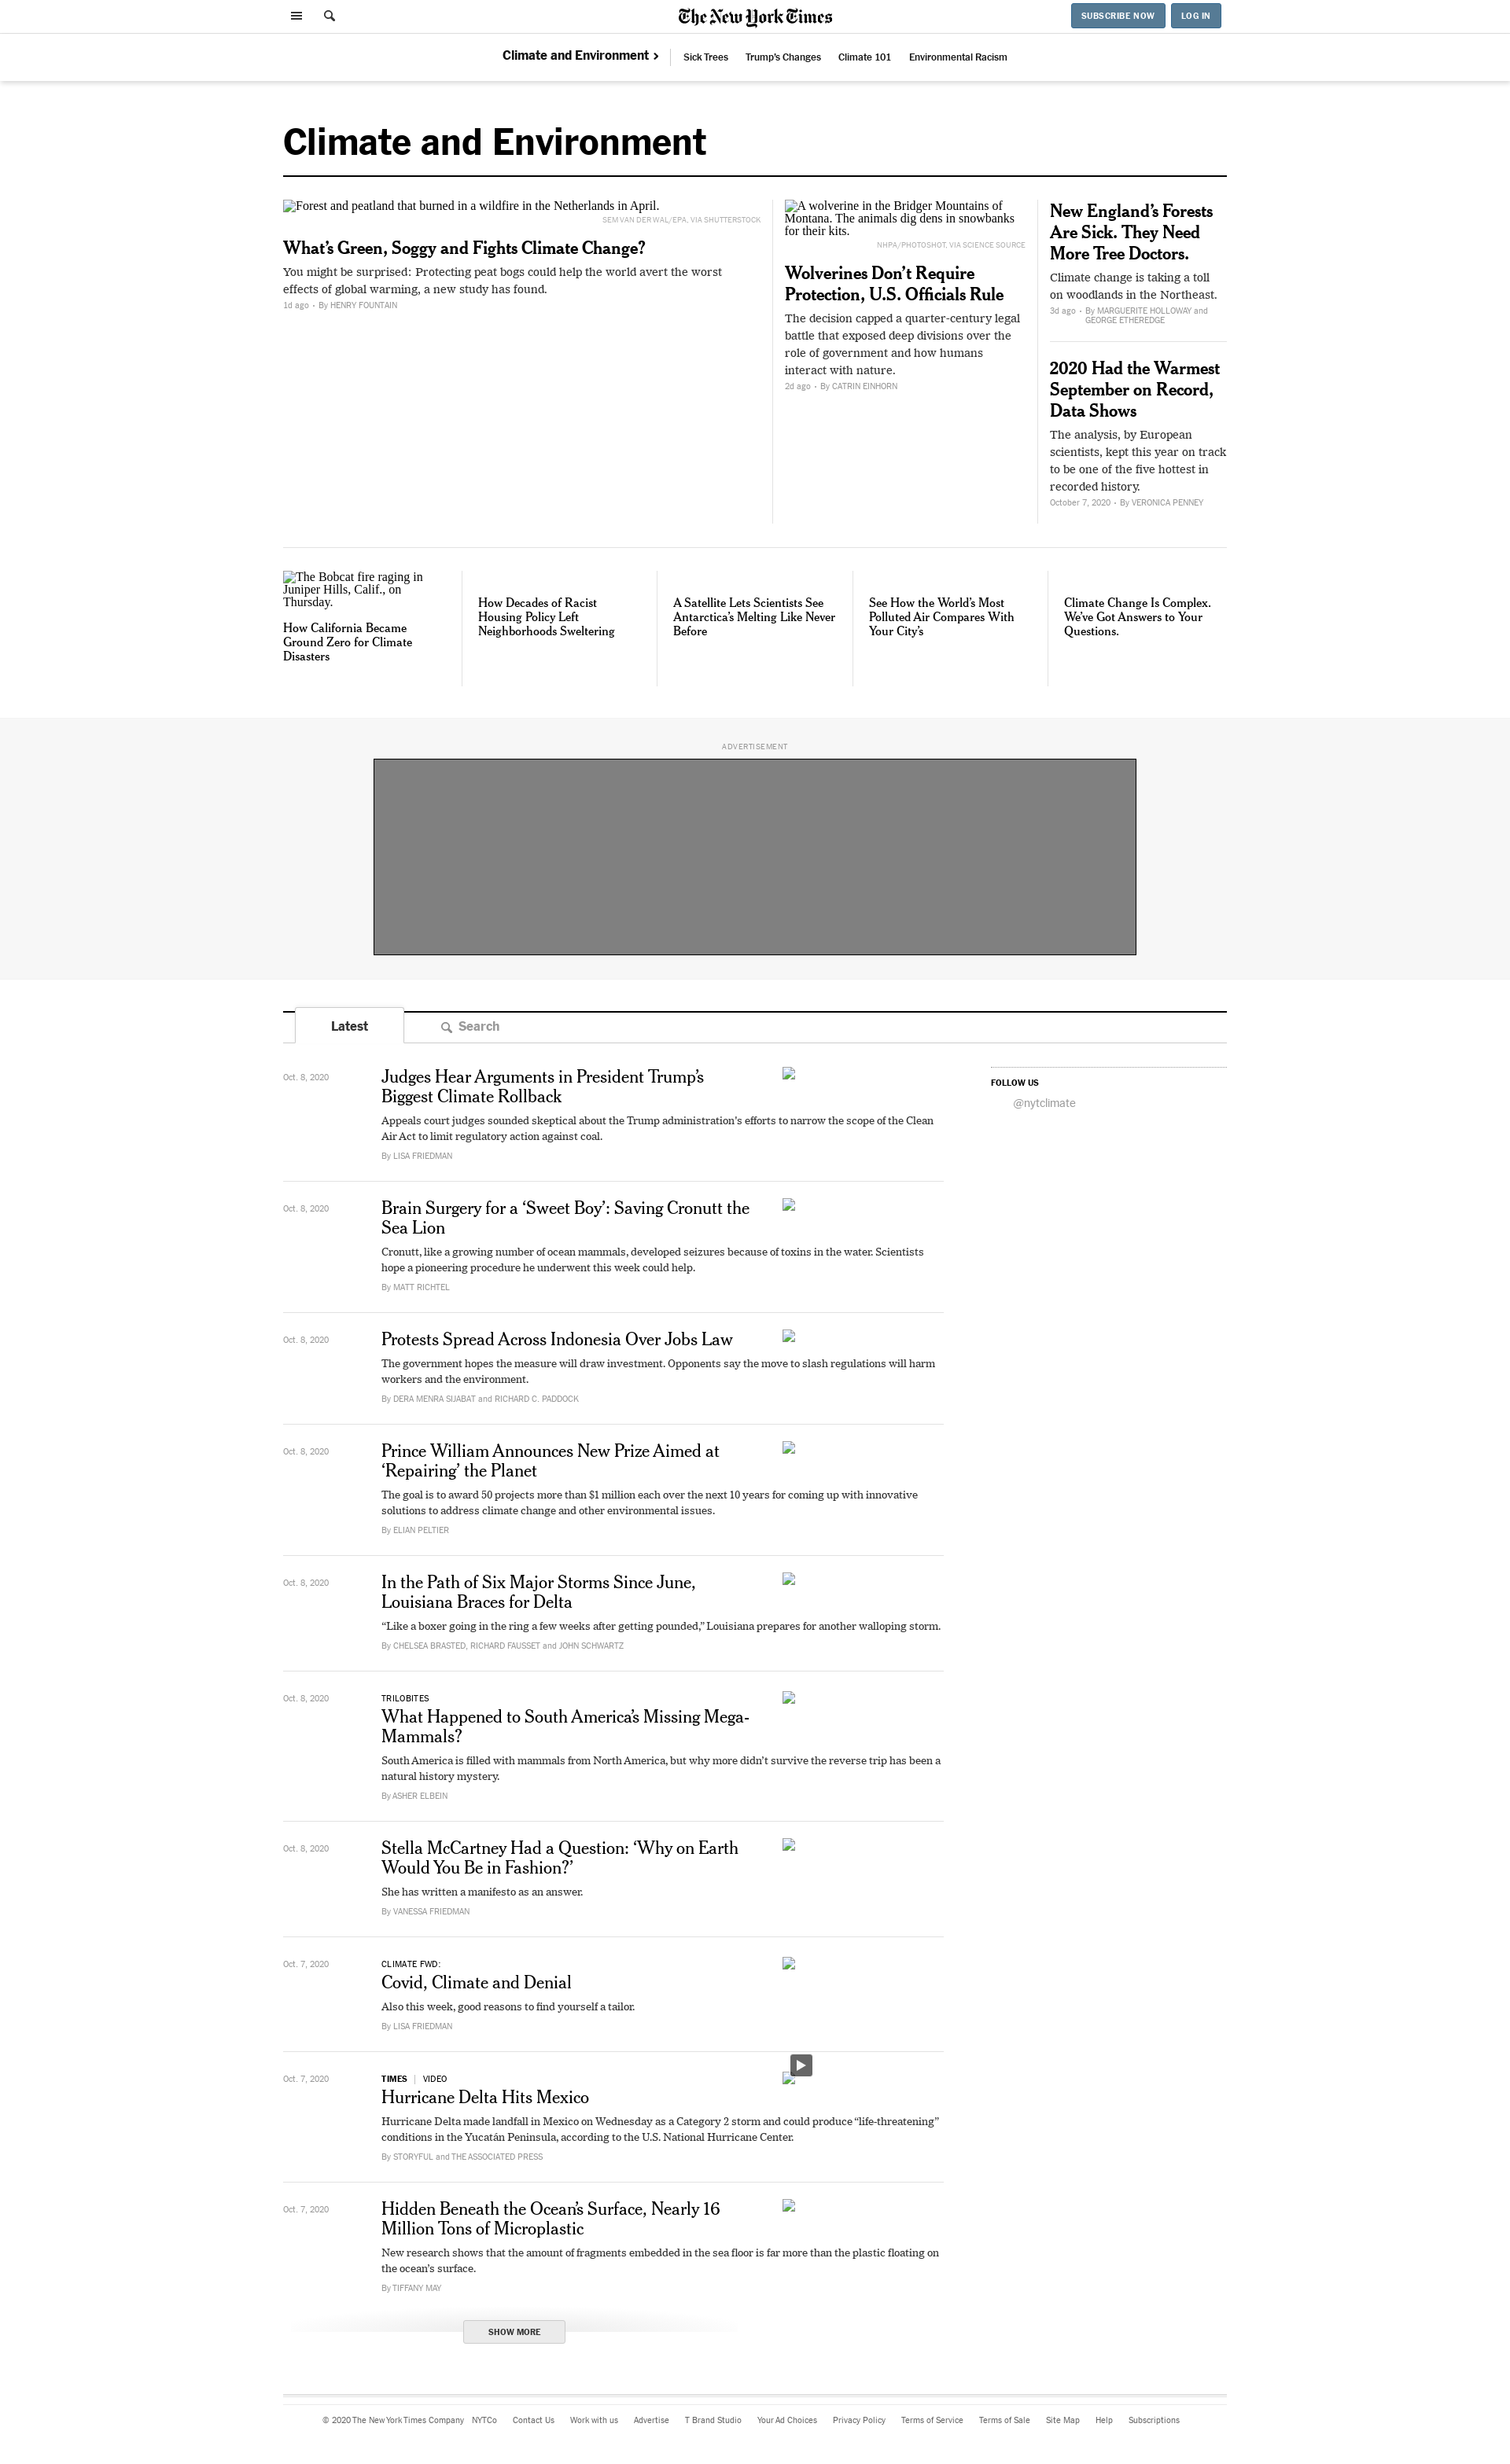 The New York Times
SUBSCRIBE NOW
LOG IN
Climate and Environment
Sick Trees
Trump's Changes
Climate 101
Environmental Racism
Climate and Environment
Forest and peatland that burned in a wildfire in the Netherlands in April.
SEM VAN DER WAL/EPA, VIA SHUTTERSTOCK
What's Green, Soggy and Fights Climate Change?
You might be surprised: Protecting peat bogs could help the world avert the worst
effects of global warming, a new study has found.
1d ago • By HENRY FOUNTAIN
A wolverine in the Bridger Mountains of
Montana. The animals dig dens in snowbanks
for their kits.
NHPA/PHOTOSHOT, VIA SCIENCE SOURCE
Wolverines Don't Require
Protection, U.S. Officials Rule
The decision capped a quarter-century legal
battle that exposed deep divisions over the
role of government and how humans
interact with nature.
2d ago • By CATRIN EINHORN
New England's Forests
Are Sick. They Need
More Tree Doctors.
Climate change is taking a toll
on woodlands in the Northeast.
3d ago • By MARGUERITE HOLLOWAY and
GEORGE ETHEREDGE
2020 Had the Warmest
September on Record,
Data Shows
The analysis, by European
scientists, kept this year on track
to be one of the five hottest in
recorded history.
October 7, 2020 • By VERONICA PENNEY
The Bobcat fire raging in
Juniper Hills, Calif., on
Thursday.
How California Became
Ground Zero for Climate
Disasters
How Decades of Racist
Housing Policy Left
Neighborhoods Sweltering
A Satellite Lets Scientists See
Antarctica's Melting Like Never
Before
See How the World's Most
Polluted Air Compares With
Your City's
Climate Change Is Complex.
We've Got Answers to Your
Questions.
ADVERTISEMENT
Latest
Search
Oct. 8, 2020
Judges Hear Arguments in President Trump's
Biggest Climate Rollback
Appeals court judges sounded skeptical about the Trump administration's efforts to narrow the scope of the Clean
Air Act to limit regulatory action against coal.
By LISA FRIEDMAN
FOLLOW US
@nytclimate
Oct. 8, 2020
Brain Surgery for a 'Sweet Boy': Saving Cronutt the
Sea Lion
Cronutt, like a growing number of ocean mammals, developed seizures because of toxins in the water. Scientists
hope a pioneering procedure he underwent this week could help.
By MATT RICHTEL
Oct. 8, 2020
Protests Spread Across Indonesia Over Jobs Law
The government hopes the measure will draw investment. Opponents say the move to slash regulations will harm
workers and the environment.
By DERA MENRA SIJABAT and RICHARD C. PADDOCK
Oct. 8, 2020
Prince William Announces New Prize Aimed at
'Repairing' the Planet
The goal is to award 50 projects more than $1 million each over the next 10 years for coming up with innovative
solutions to address climate change and other environmental issues.
By ELIAN PELTIER
Oct. 8, 2020
In the Path of Six Major Storms Since June,
Louisiana Braces for Delta
“Like a boxer going in the ring a few weeks after getting pounded,” Louisiana prepares for another walloping storm.
By CHELSEA BRASTED, RICHARD FAUSSET and JOHN SCHWARTZ
Oct. 8, 2020
TRILOBITES
What Happened to South America's Missing Mega-
Mammals?
South America is filled with mammals from North America, but why more didn't survive the reverse trip has been a
natural history mystery.
By ASHER ELBEIN
Oct. 8, 2020
Stella McCartney Had a Question: 'Why on Earth
Would You Be in Fashion?'
She has written a manifesto as an answer.
By VANESSA FRIEDMAN
Oct. 7, 2020
CLIMATE FWD:
Covid, Climate and Denial
Also this week, good reasons to find yourself a tailor.
By LISA FRIEDMAN
Oct. 7, 2020
TIMES | VIDEO
Hurricane Delta Hits Mexico
Hurricane Delta made landfall in Mexico on Wednesday as a Category 2 storm and could produce “life-threatening”
conditions in the Yucatán Peninsula, according to the U.S. National Hurricane Center.
By STORYFUL and THE ASSOCIATED PRESS
Oct. 7, 2020
Hidden Beneath the Ocean's Surface, Nearly 16
Million Tons of Microplastic
New research shows that the amount of fragments embedded in the sea floor is far more than the plastic floating on
the ocean's surface.
By TIFFANY MAY
SHOW MORE
© 2020 The New York Times Company NYTCo Contact Us Work with us Advertise T Brand Studio Your Ad Choices Privacy Policy Terms of Service Terms of Sale Site Map Help Subscriptions